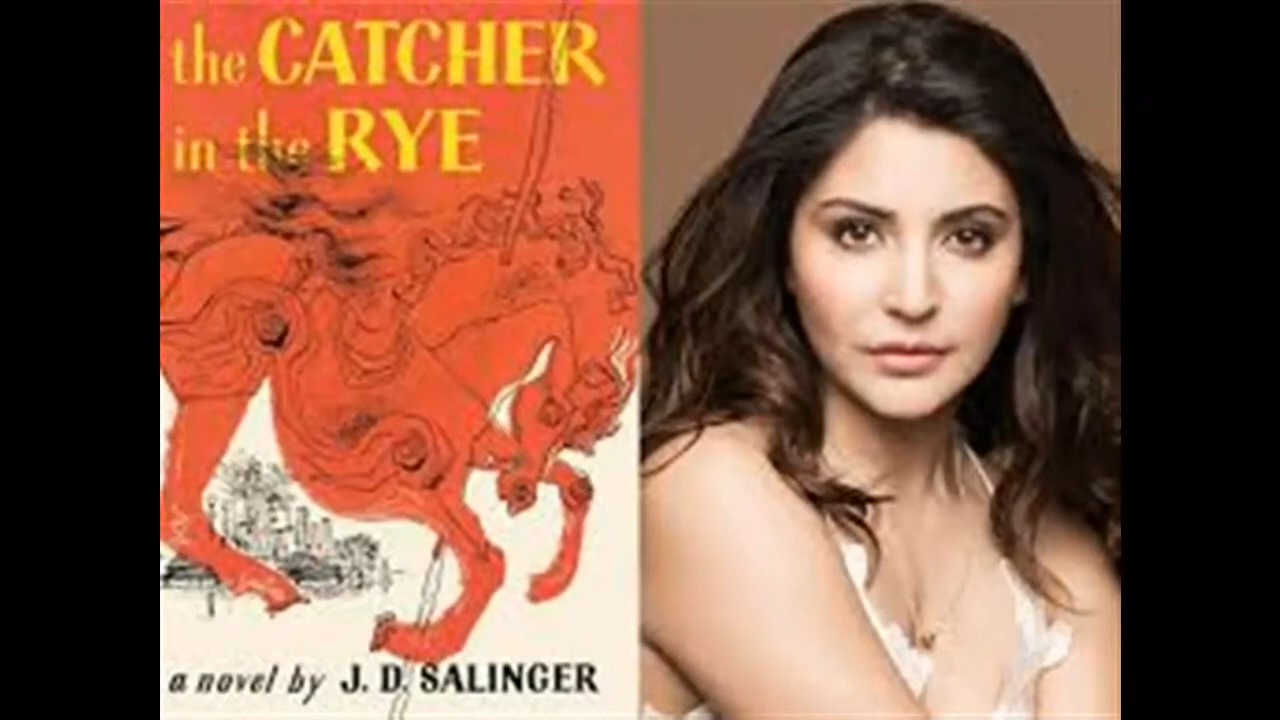 the CATCHER
in the RYE
a novel by J. D. SALINGER